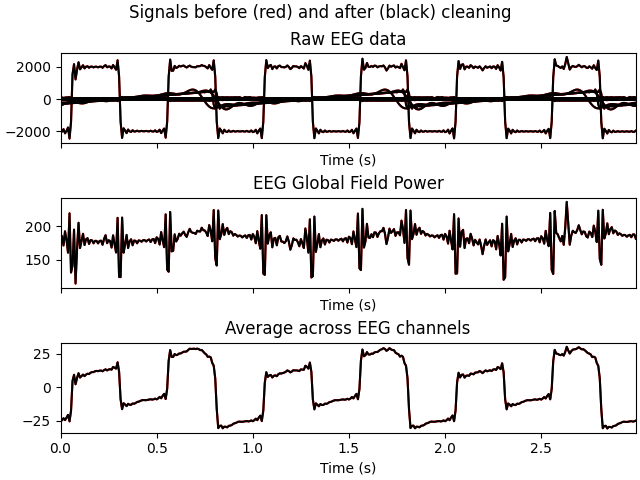 Signals before (red) and after (black) cleaning
Raw EEG data
2000
0
−2000
Time (s)
EEG Global Field Power
200
150
Time (s)
Average across EEG channels
25
0
−25
0.0 0.5 1.0 1.5 2.0 2.5
Time (s)